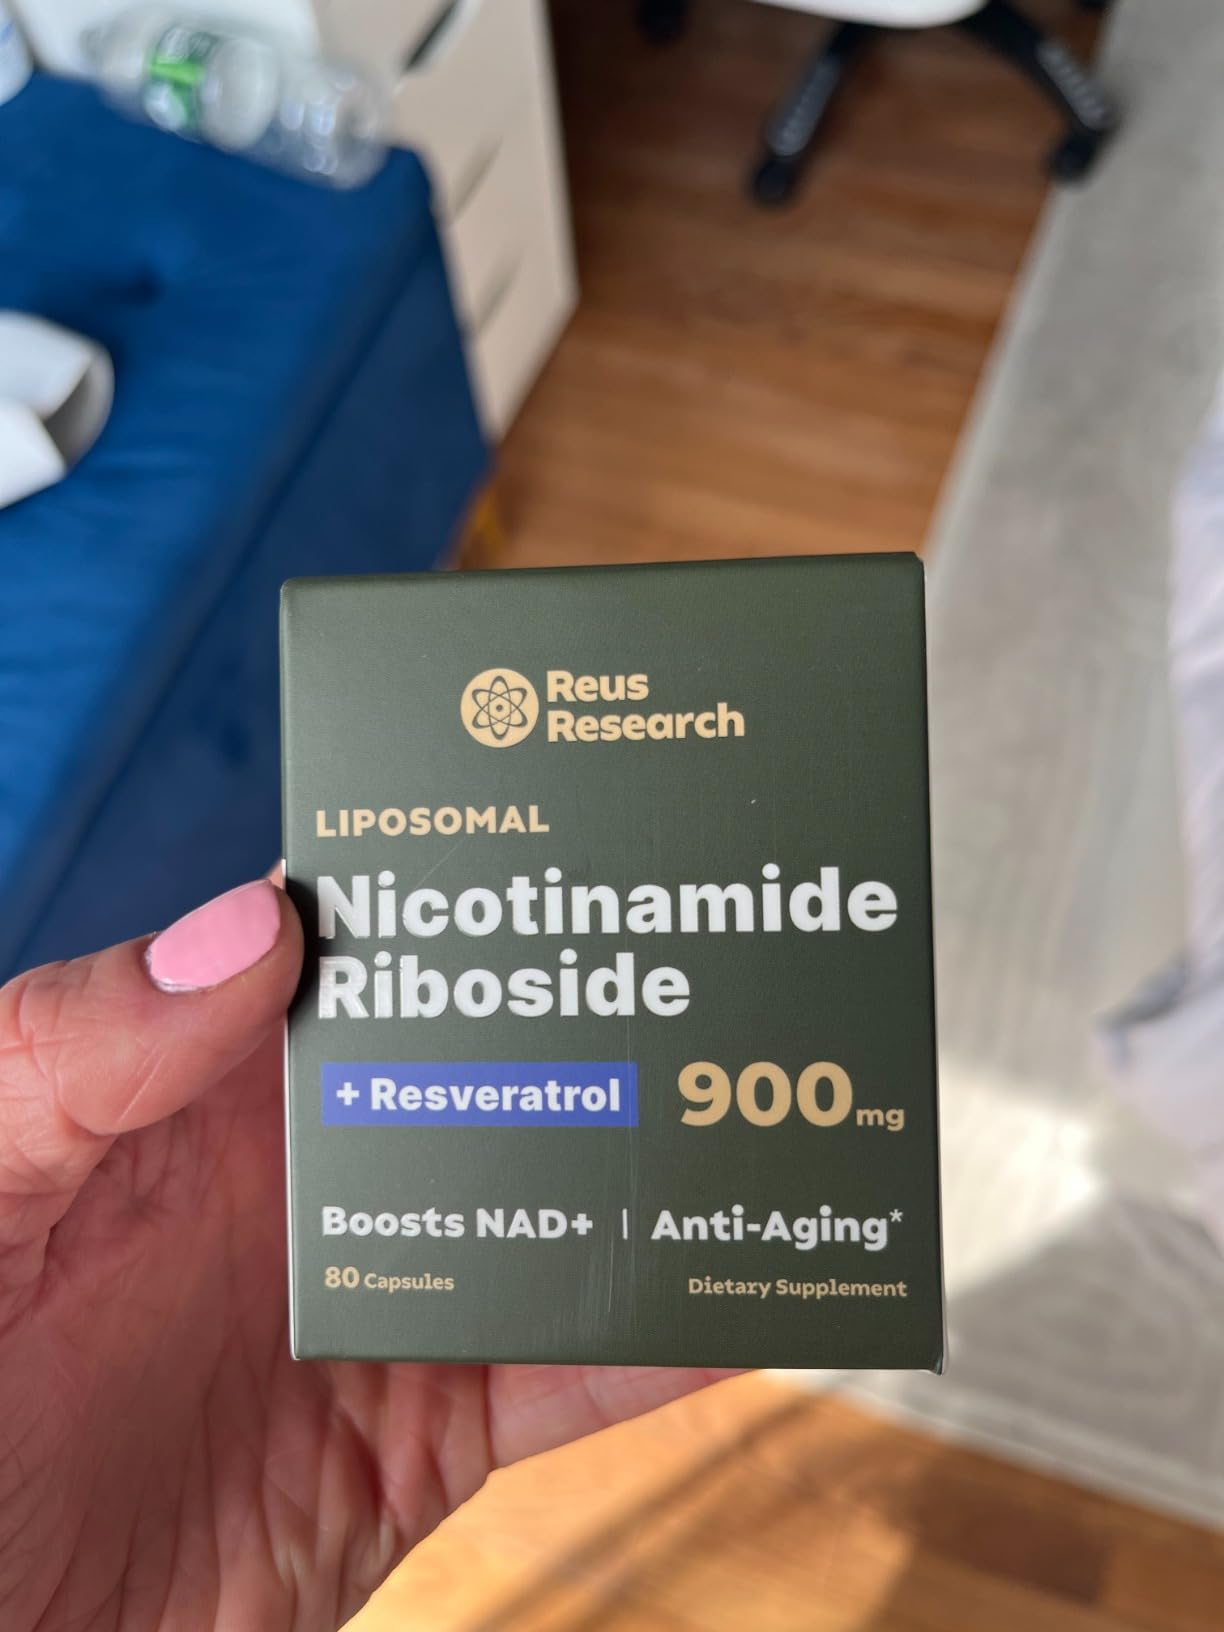 Reus
Research
LIPOSOMAL
Nicotinamide
Riboside
+ Resveratrol 900mg
Boosts NAD+ | Anti-Aging*
80 Capsules Dietary Supplement